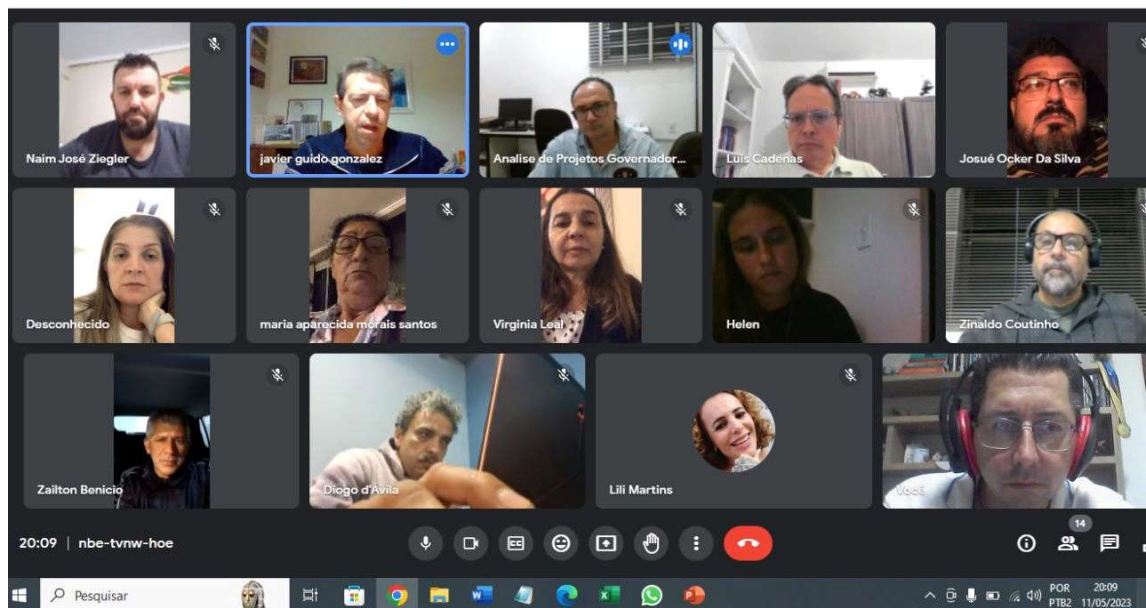 Naim José Ziegler
javier guido gonzalez
Analise de Projetos Governador...
Luis Cadenas
Josué Ocker Da Silva
Desconhecido
maria aparecida morais santos
Virginia Leal
Helen
Zinaldo Coutinho
Zailton Benicio
Diogo d'Ávila
Lili Martins
Você
20:09 | nbe-tvnw-hoe
CC
14
Pesquisar
POR
PTB2
20:09
11/05/2023